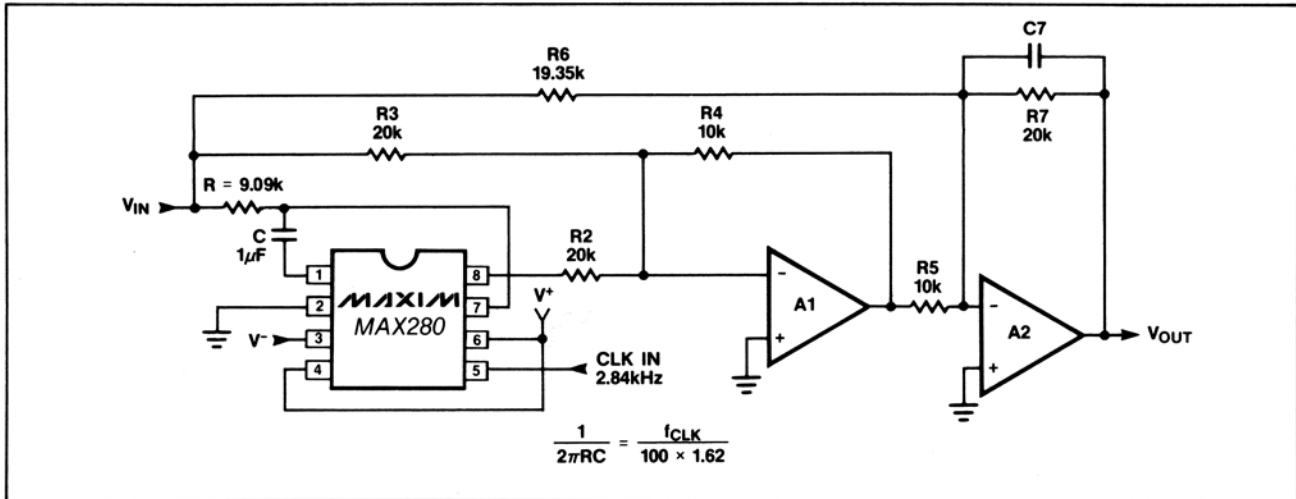 C7
R6
19.35k
R3
20k
R4
10k
R7
20k
R = 9.09k
VIN
C
1μF
R2
20k
1
8
MAXIM
MAX280
2
7
V+
V−
3
6
4
5
CLK IN
2.84kHz
−
A1
+
R5
10k
−
A2
+
VOUT
1
2πRC
=
fCLK
100 × 1.62